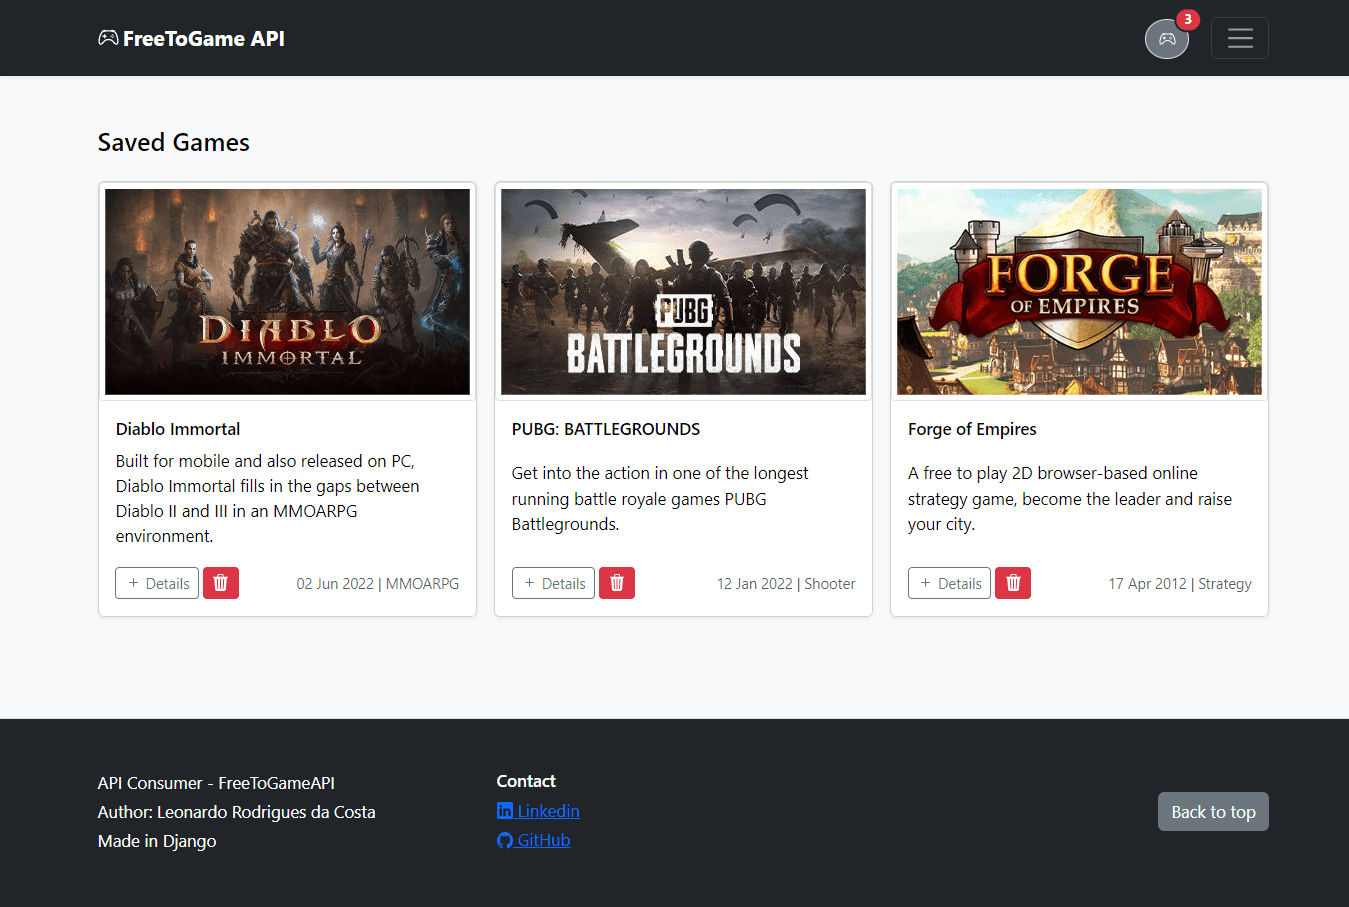 FreeToGame API
3
Saved Games
DIABLO
IMMORTAL
PUBG
BATTLEGROUNDS
FORGE
OF EMPIRES
Diablo Immortal
Built for mobile and also released on PC,
Diablo Immortal fills in the gaps between
Diablo II and III in an MMOARPG
environment.
+ Details
02 Jun 2022 | MMOARPG
PUBG: BATTLEGROUNDS
Get into the action in one of the longest
running battle royale games PUBG
Battlegrounds.
+ Details
12 Jan 2022 | Shooter
Forge of Empires
A free to play 2D browser-based online
strategy game, become the leader and raise
your city.
+ Details
17 Apr 2012 | Strategy
API Consumer - FreeToGameAPI
Author: Leonardo Rodrigues da Costa
Made in Django
Contact
Linkedin
GitHub
Back to top